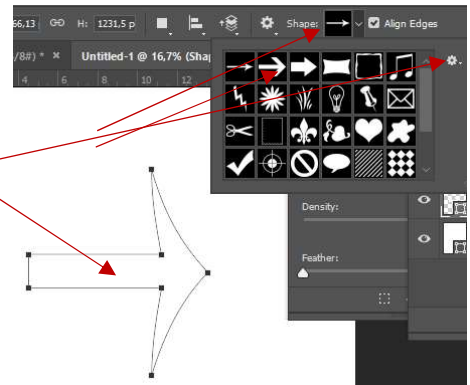 66,13 GO H: 1231,5 p Shape: Align Edges
/8#) * × Untitled-1 @ 16,7% (Shap
4 6 8 10 12
Density:
Feather: